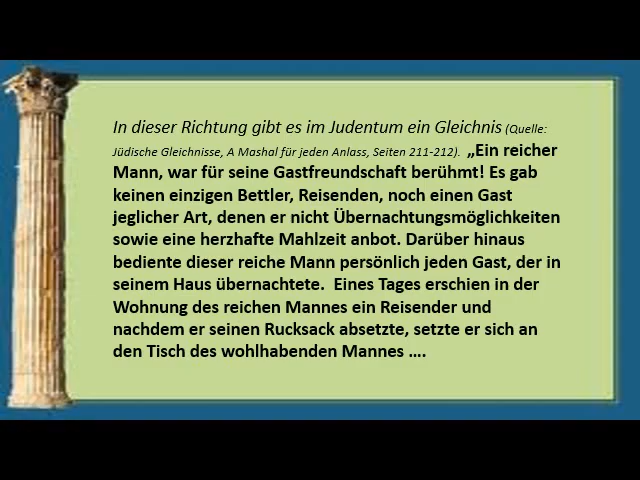 In dieser Richtung gibt es im Judentum ein Gleichnis (Quelle:
Jüdische Gleichnisse, A Mashal für jeden Anlass, Seiten 211-212). „Ein reicher
Mann, war für seine Gastfreundschaft berühmt! Es gab
keinen einzigen Bettler, Reisenden, noch einen Gast
jeglicher Art, denen er nicht Übernachtungsmöglichkeiten
sowie eine herzhafte Mahlzeit anbot. Darüber hinaus
bediente dieser reiche Mann persönlich jeden Gast, der in
seinem Haus übernachtete. Eines Tages erschien in der
Wohnung des reichen Mannes ein Reisender und
nachdem er seinen Rucksack absetzte, setzte er sich an
den Tisch des wohlhabenden Mannes ….